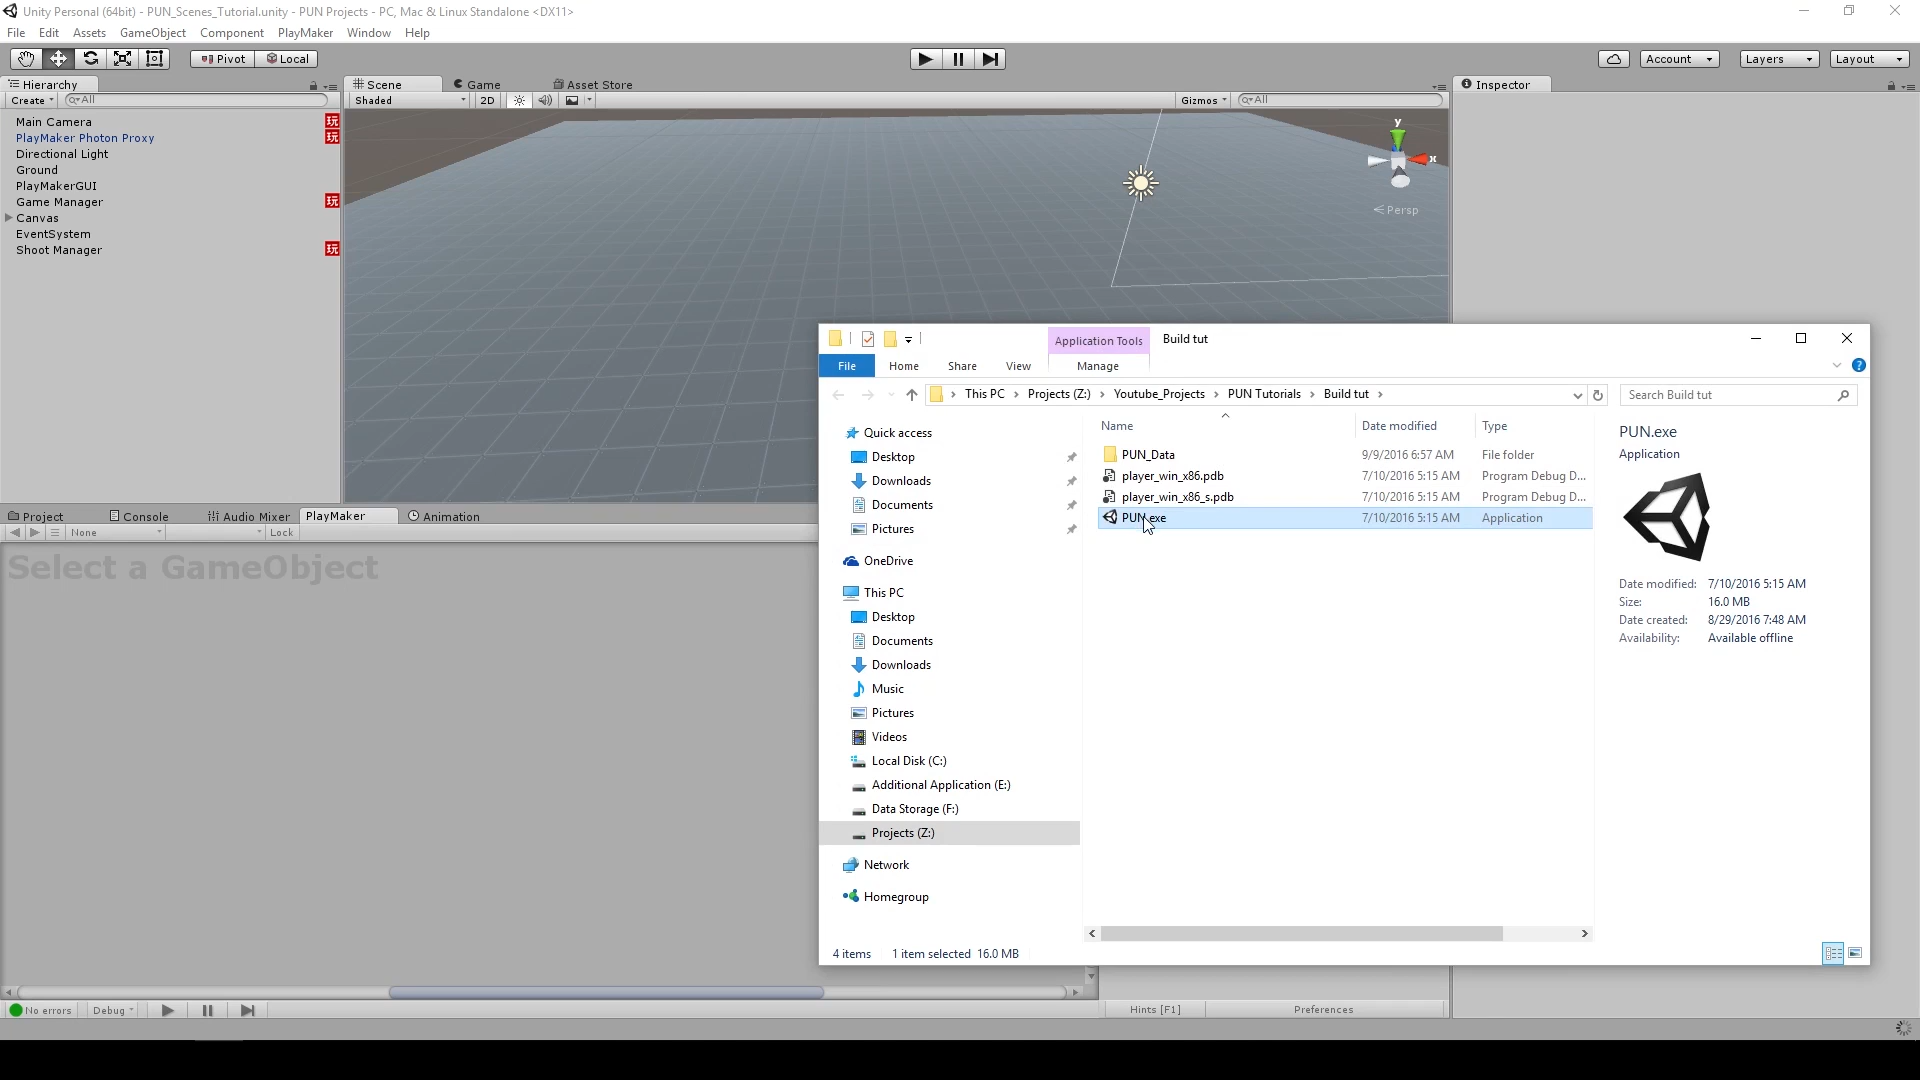 Unity Personal (64bit) - PUN_Scenes_Tutorial.unity - PUN Projects - PC, Mac & Linux Standalone <DX11>
File Edit Assets GameObject Component PlayMaker Window Help
Pivot Local Account Layers Layout
Hierarchy Scene Game Asset Store Inspector
Create All Shaded 2D Gizmos All
Main Camera 玩
PlayMaker Photon Proxy 玩
Directional Light
Ground
PlayMakerGUI
Game Manager 玩
Canvas
EventSystem
Shoot Manager 玩
y
x
Persp
Project Console Audio Mixer PlayMaker Animation
None Lock
Select a GameObject
Application Tools Build tut
File Home Share View Manage
This PC Projects (Z:) Youtube_Projects PUN Tutorials Build tut Search Build tut
Name Date modified Type
PUN_Data 9/9/2016 6:57 AM File folder
player_win_x86.pdb 7/10/2016 5:15 AM Program Debug D...
player_win_x86_s.pdb 7/10/2016 5:15 AM Program Debug D...
PUN.exe 7/10/2016 5:15 AM Application
Quick access
Desktop
Downloads
Documents
Pictures
OneDrive
This PC
Desktop
Documents
Downloads
Music
Pictures
Videos
Local Disk (C:)
Additional Application (E:)
Data Storage (F:)
Projects (Z:)
Network
Homegroup
PUN.exe
Application
Date modified: 7/10/2016 5:15 AM
Size: 16.0 MB
Date created: 8/29/2016 7:48 AM
Availability: Available offline
4 items 1 item selected 16.0 MB
No errors Debug Hints [F1] Preferences